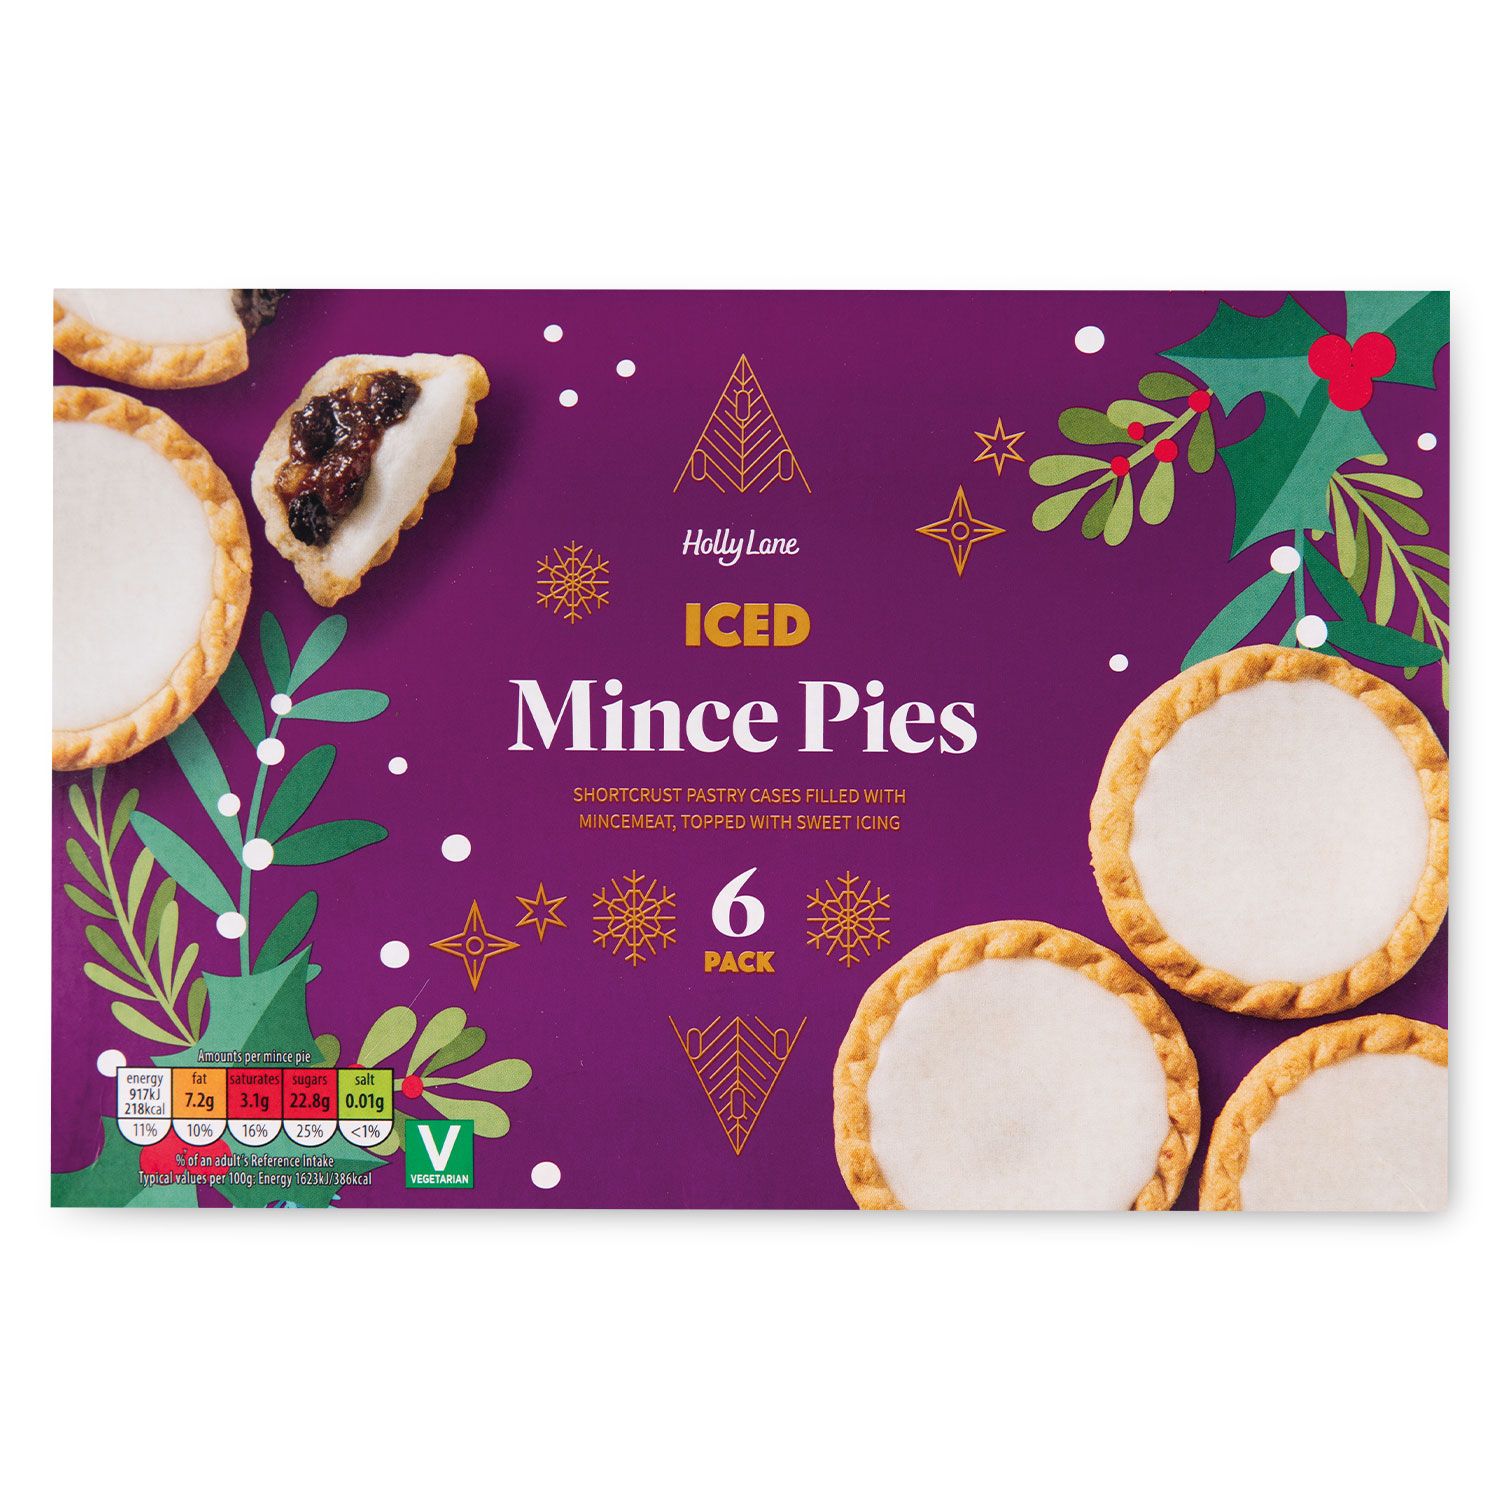 Holly Lane
ICED
Mince Pies
SHORTCRUST PASTRY CASES FILLED WITH
MINCEMEAT, TOPPED WITH SWEET ICING
6
PACK
Amounts per mince pie
energy fat saturates sugars salt
917kJ
218kcal 7.2g 3.1g 22.8g 0.01g
11% 10% 16% 25% <1%
% of an adult's Reference Intake
Typical values per 100g: Energy 1623kJ/386kcal
V
VEGETARIAN